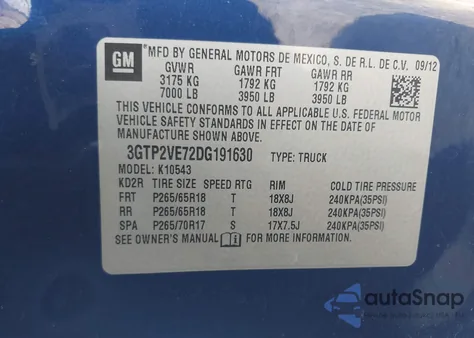 GM
MFD BY GENERAL MOTORS DE MEXICO, S. DE R.L. DE C.V. 09/12
GVWR GAWR FRT GAWR RR
3175 KG 1792 KG 1792 KG
7000 LB 3950 LB 3950 LB
THIS VEHICLE CONFORMS TO ALL APPLICABLE U.S. FEDERAL MOTOR
VEHICLE SAFETY STANDARDS IN EFFECT ON THE DATE OF
MANUFACTURE SHOWN ABOVE.
3GTP2VE72DG191630 TYPE: TRUCK
MODEL: K10543
KD2R TIRE SIZE SPEED RTG RIM COLD TIRE PRESSURE
FRT P265/65R18 T 18X8J 240KPA(35PSI)
RR P265/65R18 T 18X8J 240KPA(35PSI)
SPA P265/70R17 S 17X7.5J 240KPA(35PSI)
SEE OWNER'S MANUAL FOR MORE INFORMATION.
autoSnap